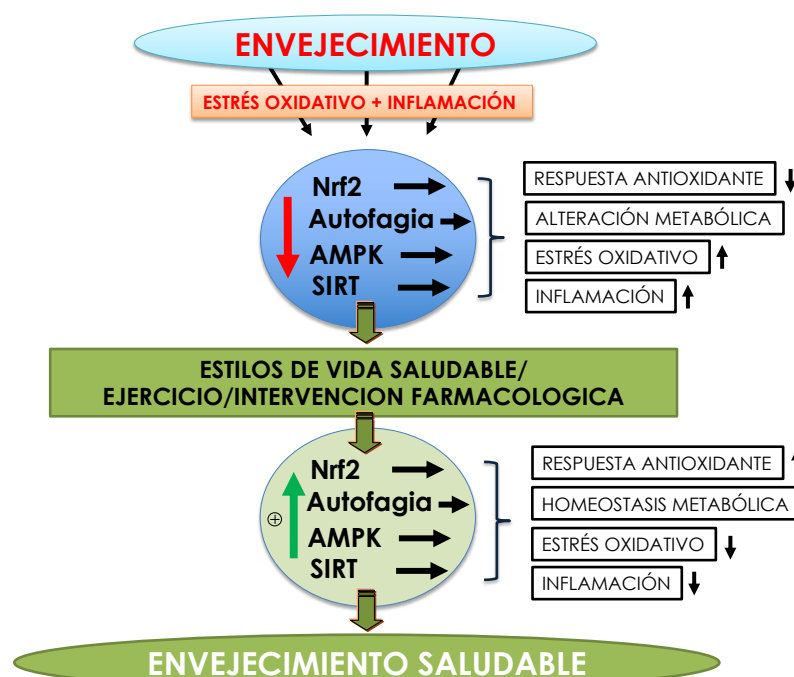 ENVEJECIMIENTO
ESTRÉS OXIDATIVO + INFLAMACIÓN
Nrf2
Autofagia
AMPK
SIRT
RESPUESTA ANTIOXIDANTE
ALTERACIÓN METABÓLICA
ESTRÉS OXIDATIVO
INFLAMACIÓN
ESTILOS DE VIDA SALUDABLE/
EJERCICIO/INTERVENCION FARMACOLOGICA
Nrf2
Autofagia
AMPK
SIRT
RESPUESTA ANTIOXIDANTE
HOMEOSTASIS METABÓLICA
ESTRÉS OXIDATIVO
INFLAMACIÓN
ENVEJECIMIENTO SALUDABLE